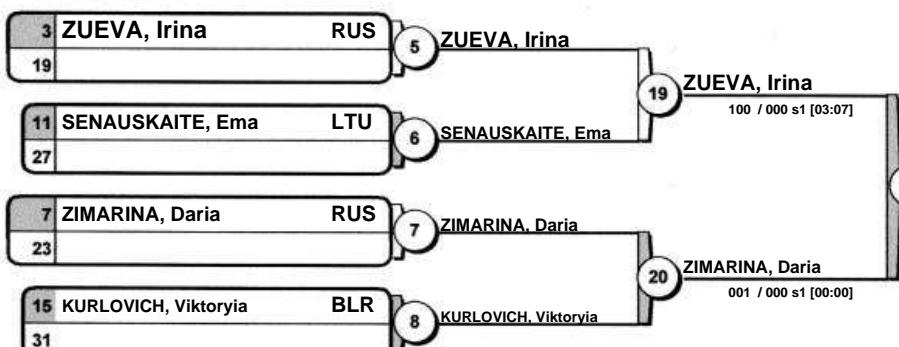 3 ZUEVA, Irina RUS
19
5 ZUEVA, Irina
11 SENAUSKAITE, Ema LTU
27
6 SENAUSKAITE, Ema
19 ZUEVA, Irina
100 / 000 s1 [03:07]
7 ZIMARINA, Daria RUS
23
7 ZIMARINA, Daria
15 KURLOVICH, Viktoryia BLR
31
8 KURLOVICH, Viktoryia
20 ZIMARINA, Daria
001 / 000 s1 [00:00]